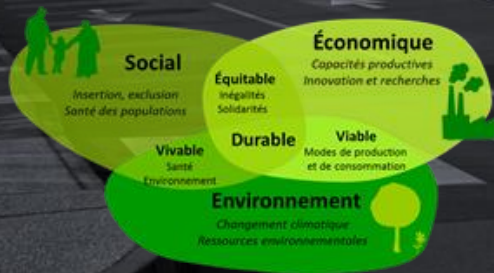 Social
Insertion, exclusion
Santé des populations
Économique
Capacités productives
Innovation et recherches
Équitable
Inégalités
Solidarités
Durable
Vivable
Santé
Environnement
Viable
Modes de production
et de consommation
Environnement
Changement climatique
Ressources environnementales